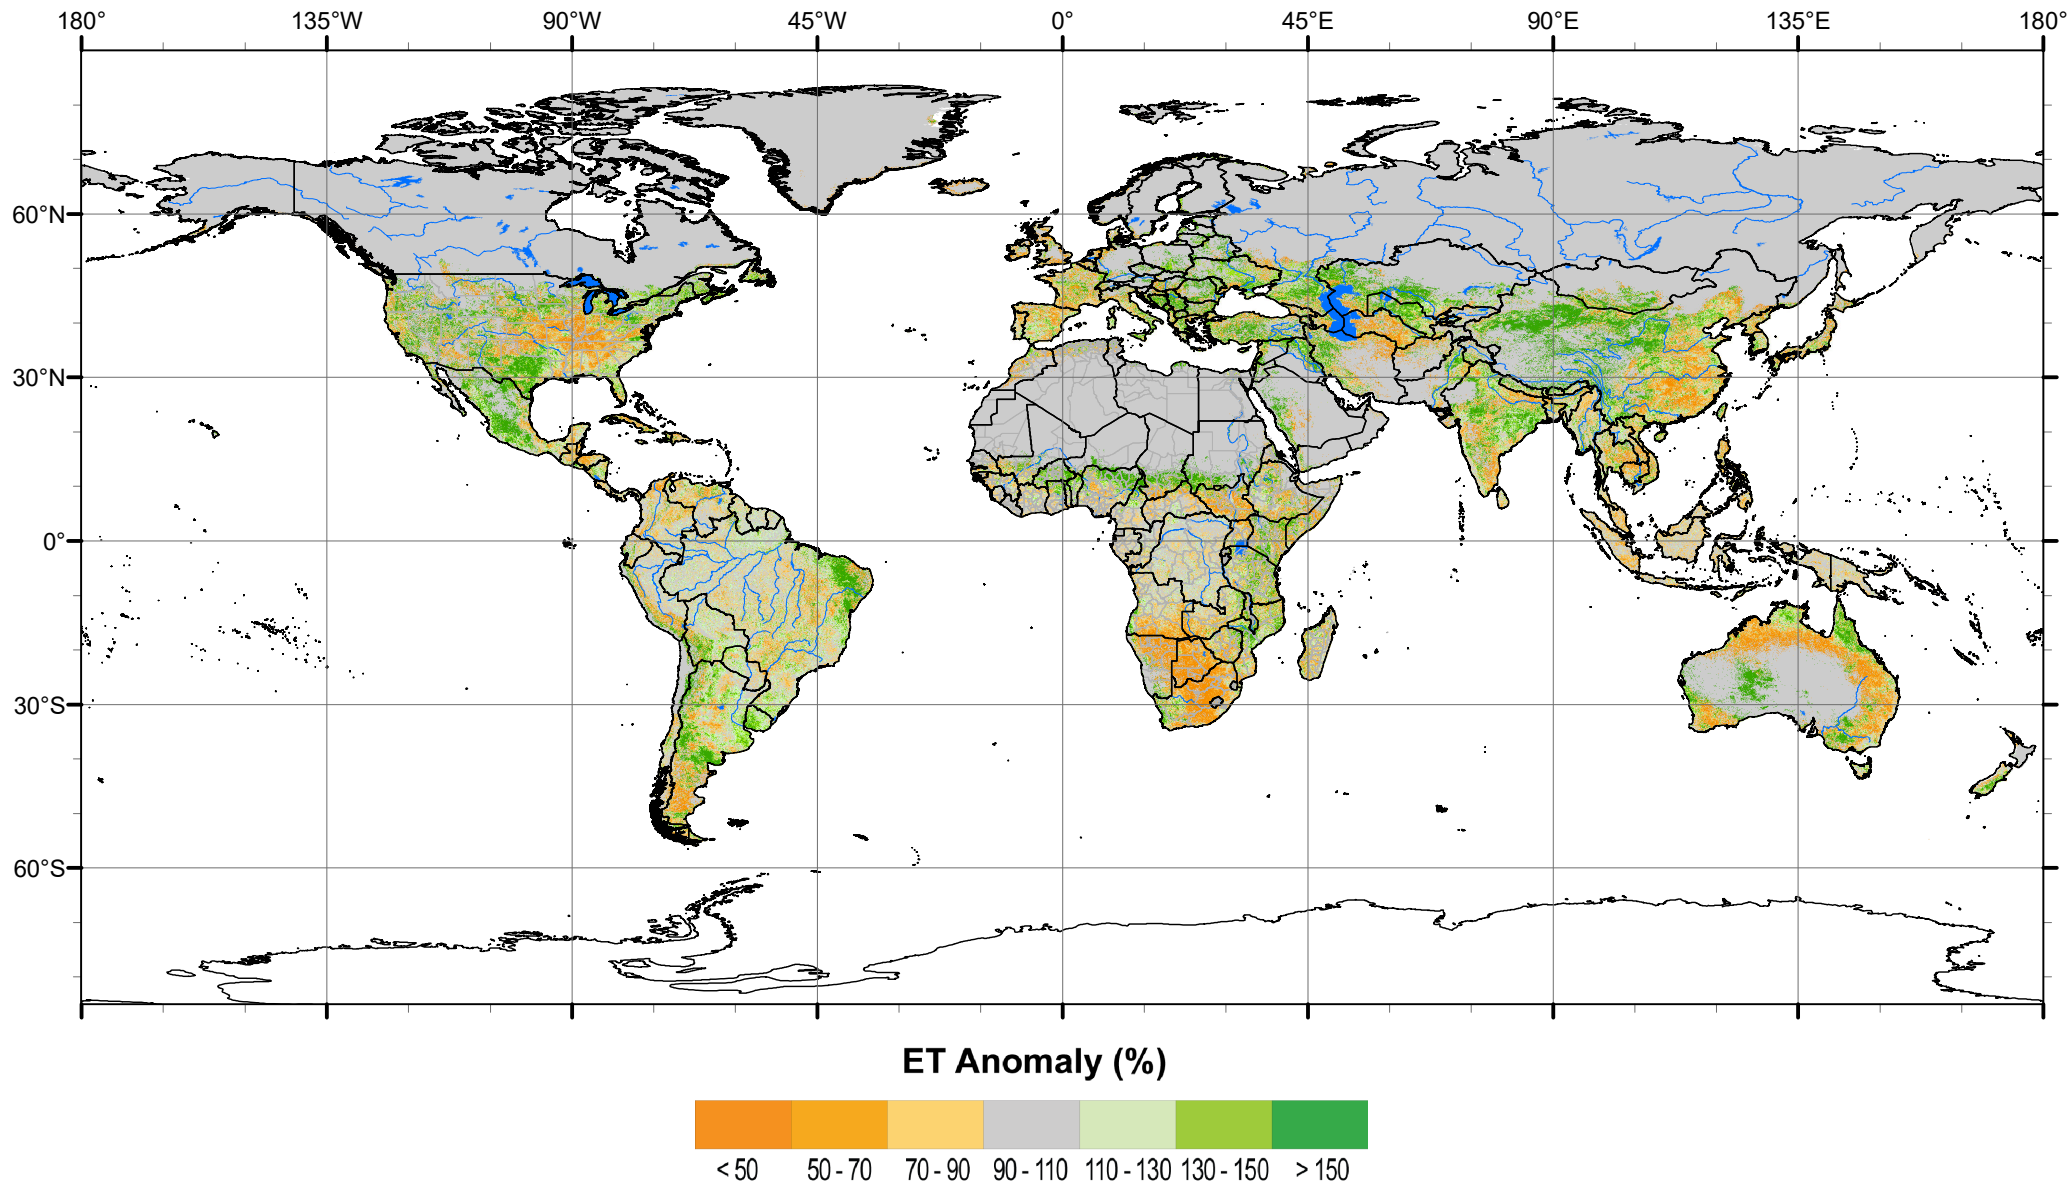 180° 135°W 90°W 45°W 0° 45°E 90°E 135°E 180°
60°N
30°N
0°
30°S
60°S
ET Anomaly (%)
< 50 50 - 70 70 - 90 90 - 110 110 - 130 130 - 150 > 150